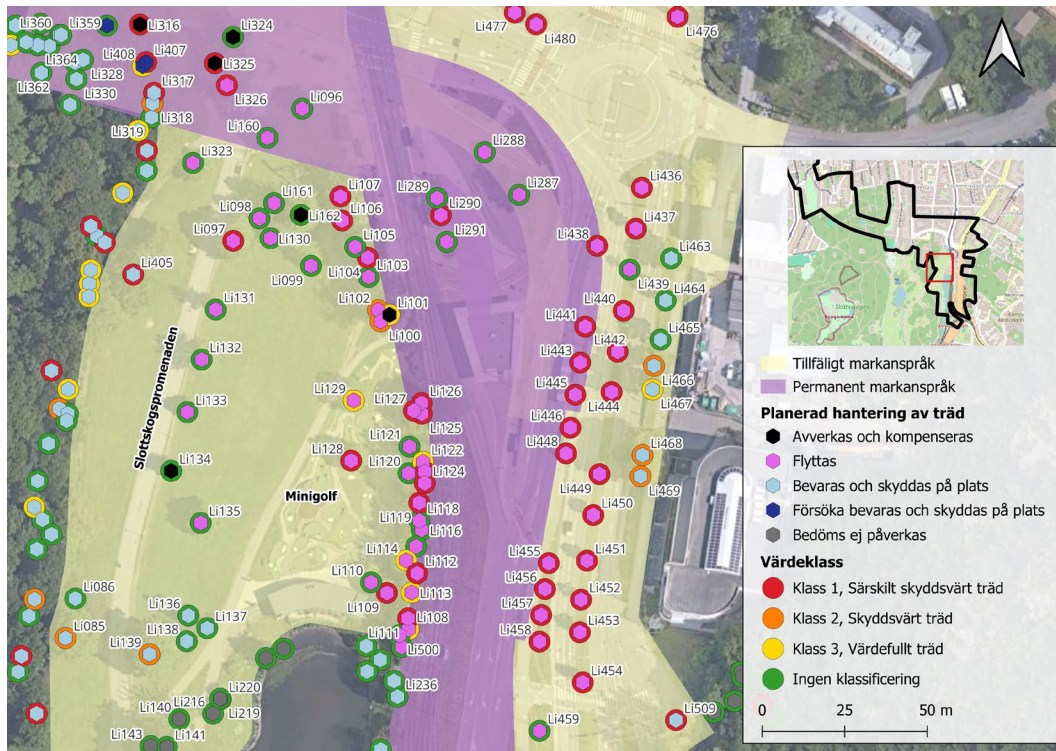 Li360
Li359
Li316
Li324
Li477
Li480
Li476
Li408
Li407
Li364
Li325
Li328
Li362
Li326
Li317
Li330
Li096
Li318
Li319
Li160
Li288
Li323
Li107
Li289
Li287
Li436
Li161
Li290
Li098
Li162
Li106
Li437
Li097
Li130
Li105
Li291
Li438
Li463
Li405
Li099
Li104
Li103
Li439
Li464
Li131
Li102
Li101
Li440
Li100
Li441
Li465
Li132
Li442
Li443
Li466
Li129
Li126
Li445
Li444
Li467
Li133
Li127
Li125
Li446
Slottskogspromenaden
Li121
Li448
Li468
Li128
Li122
Li134
Li120
Li124
Li449
Li469
Minigolf
Li118
Li450
Li135
Li119
Li116
Li114
Li112
Li455
Li451
Li110
Li456
Li086
Li109
Li113
Li452
Li136
Li137
Li108
Li457
Li085
Li138
Li111
Li458
Li453
Li139
Li500
Li236
Li454
Li220
Li140
Li216
Li219
Li459
Li509
Li143
Li141
Tillfäligt markanspråk
Permanent markanspråk
Planerad hantering av träd
Avverkas och kompenseras
Flyttas
Bevaras och skyddas på plats
Försöka bevaras och skyddas på plats
Bedöms ej påverkas
Värdeklass
Klass 1, Särskilt skyddsvärt träd
Klass 2, Skyddsvärt träd
Klass 3, Värdefullt träd
Ingen klassificering
0 25 50 m